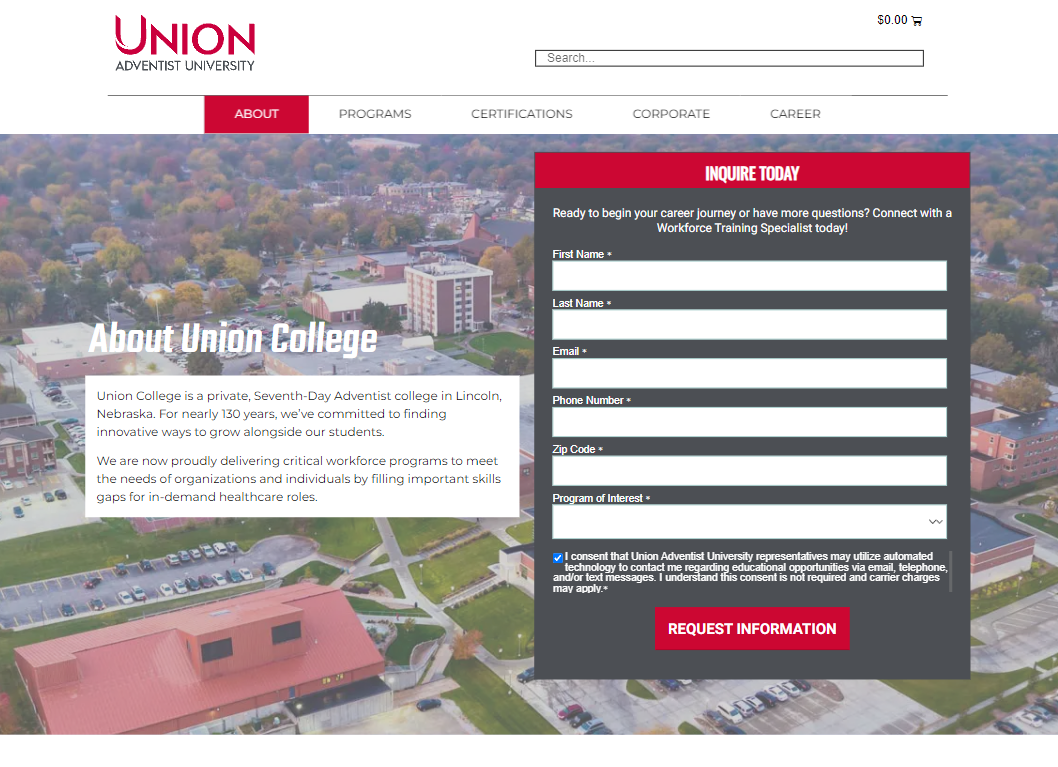 UNION
ADVENTIST UNIVERSITY
$0.00
Search...
ABOUT
PROGRAMS
CERTIFICATIONS
CORPORATE
CAREER
About Union College
Union College is a private, Seventh-Day Adventist college in Lincoln,
Nebraska. For nearly 130 years, we've committed to finding
innovative ways to grow alongside our students.
We are now proudly delivering critical workforce programs to meet
the needs of organizations and individuals by filling important skills
gaps for in-demand healthcare roles.
INQUIRE TODAY
Ready to begin your career journey or have more questions? Connect with a
Workforce Training Specialist today!
First Name *
Last Name *
Email *
Phone Number *
Zip Code *
Program of Interest *
I consent that Union Adventist University representatives may utilize automated
technology to contact me regarding educational opportunities via email, telephone,
and/or text messages. I understand this consent is not required and carrier charges
may apply.*
REQUEST INFORMATION